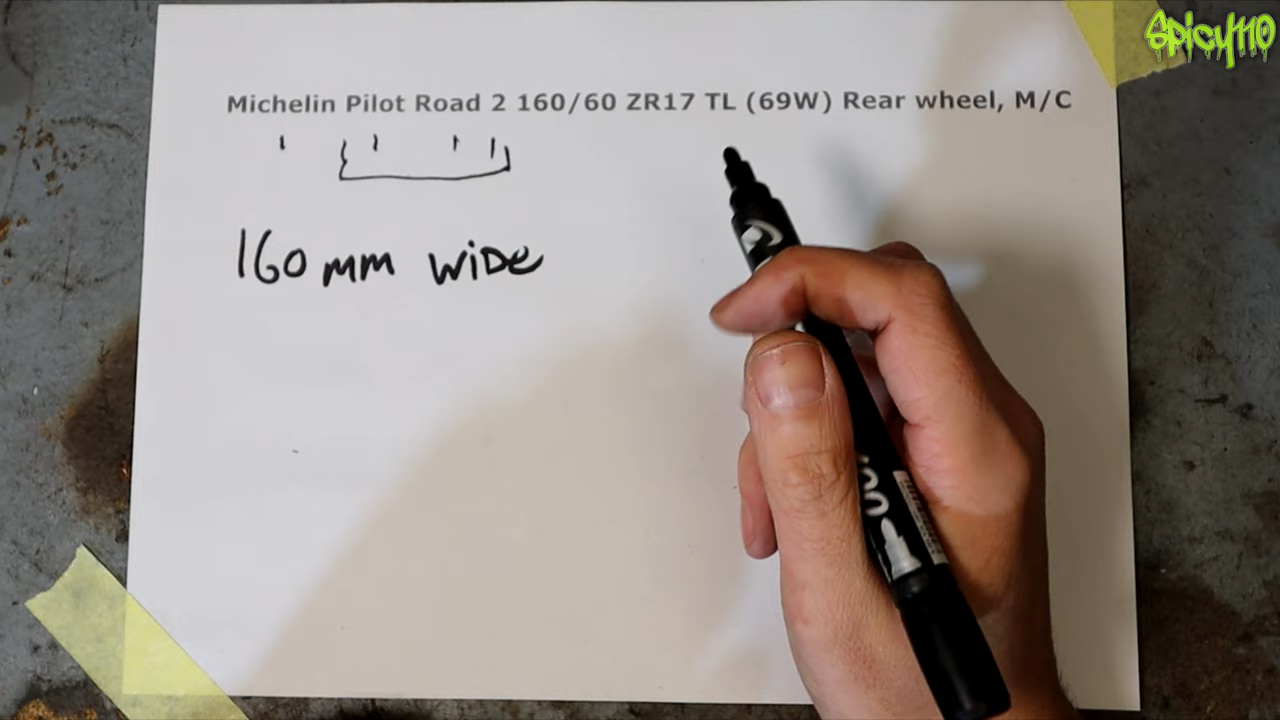 Spicy110
Michelin Pilot Road 2 160/60 ZR17 TL (69W) Rear wheel, M/C
160 mm wiDe